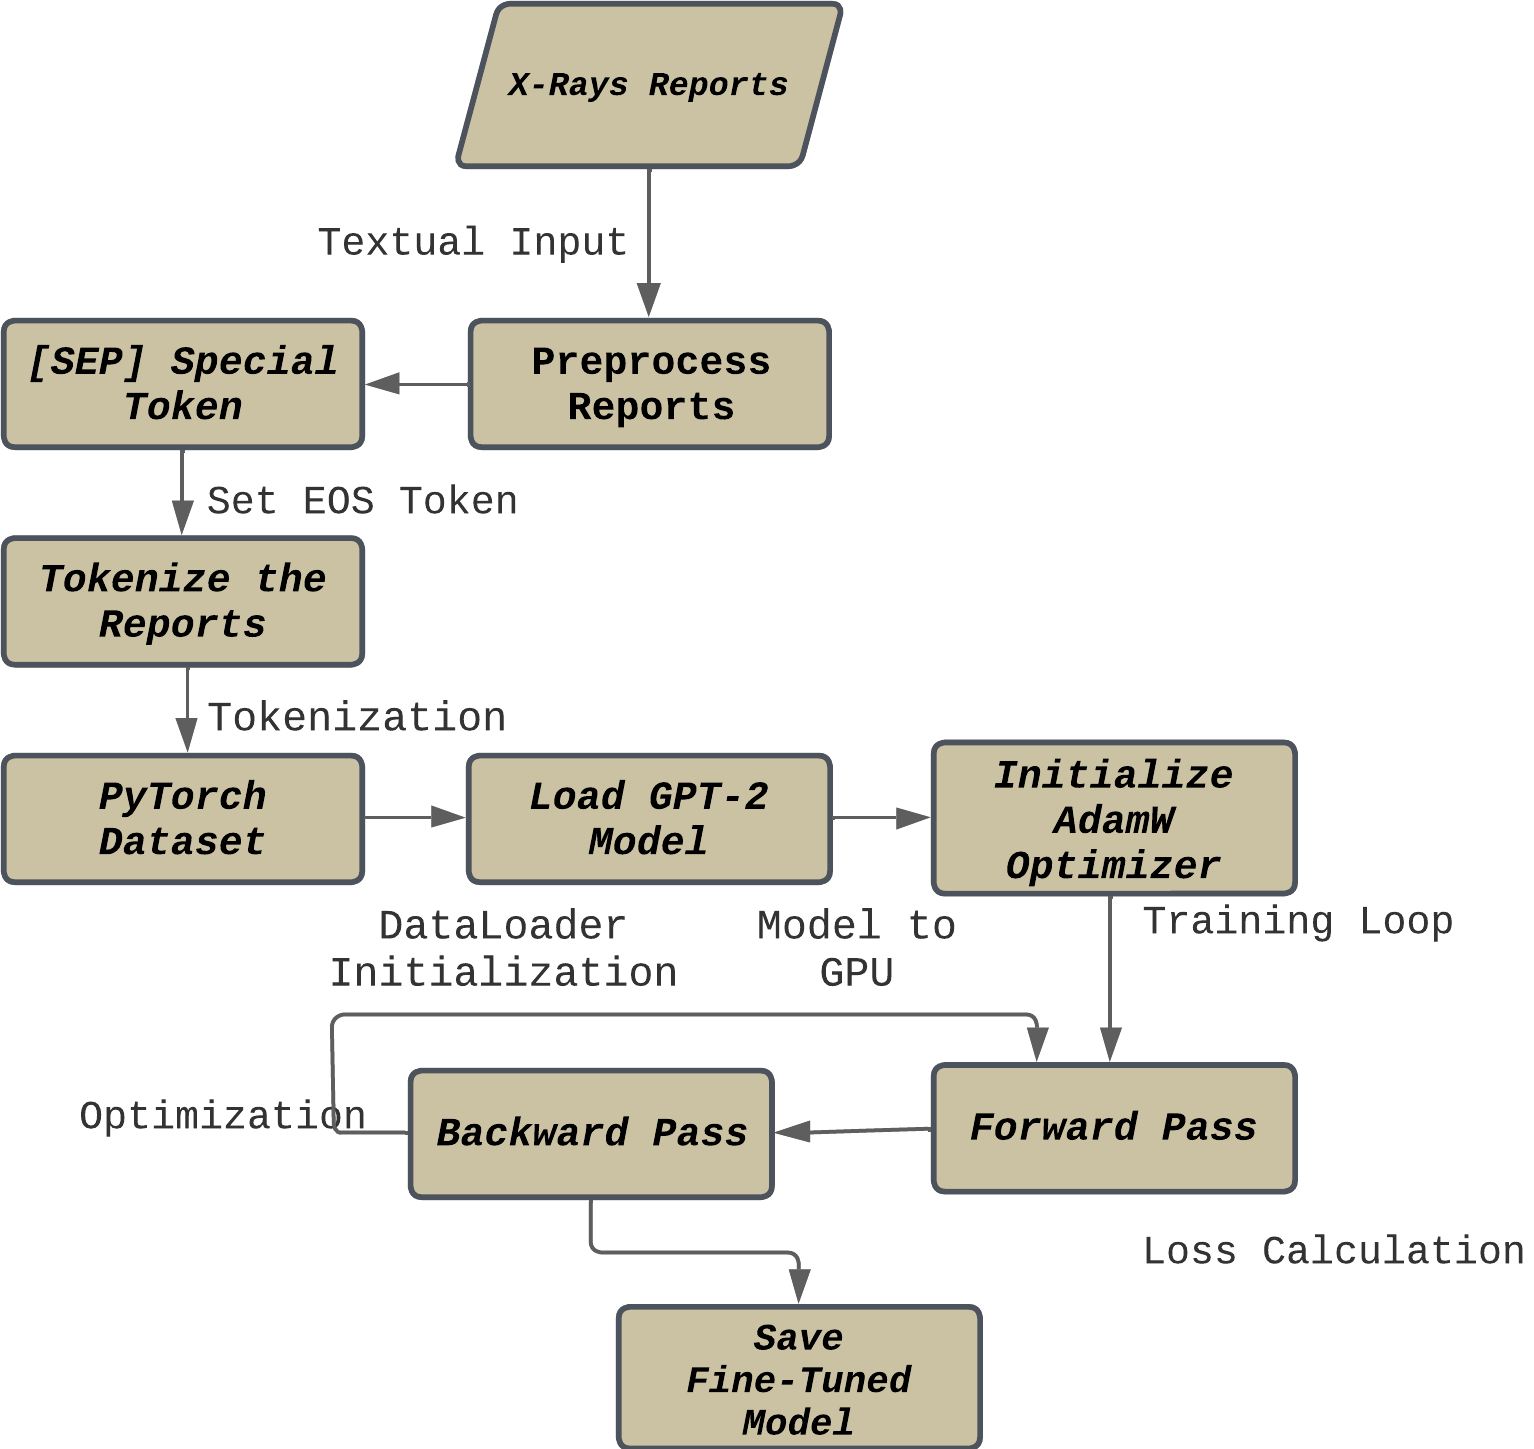 X-Rays Reports
Textual Input
[SEP] Special
Token
Preprocess
Reports
Set EOS Token
Tokenize the
Reports
Tokenization
PyTorch
Dataset
Load GPT-2
Model
Initialize
AdamW
Optimizer
DataLoader
Initialization
Model to
GPU
Training Loop
Optimization
Backward Pass
Forward Pass
Loss Calculation
Save
Fine-Tuned
Model